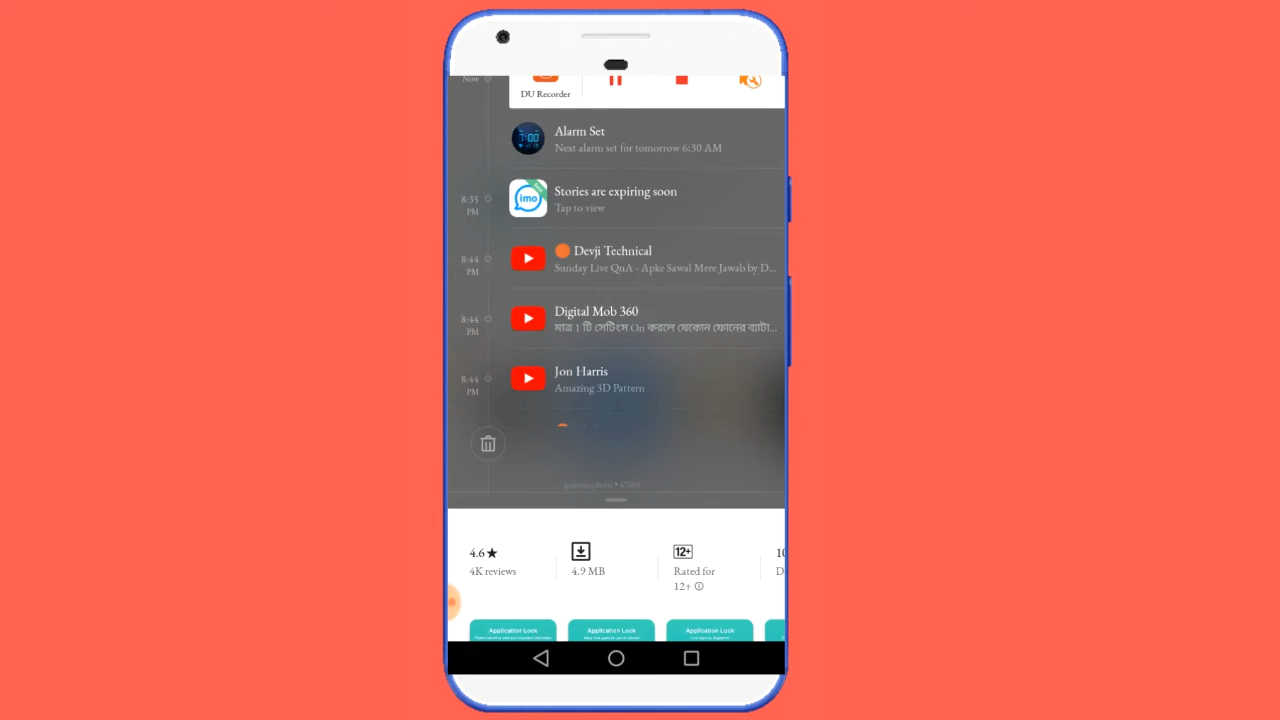 Now
DU Recorder
Alarm Set
Next alarm set for tomorrow 6:30 AM
imo
Stories are expiring soon
8:35
PM
Tap to view
Devji Technical
8:44
PM
Sunday Live QnA - Apke Sawal Mere Jawab by D...
Digital Mob 360
8:44
PM
মাত্র 1 টি সেটিংস On করলে যেকোন ফোনের ব্যাটা...
Jon Harris
8:44
PM
Amazing 3D Pattern
4.6★
4K reviews
4.9 MB
12+
Rated for
12+
10
D
Application Lock
Application Lock
Application Lock